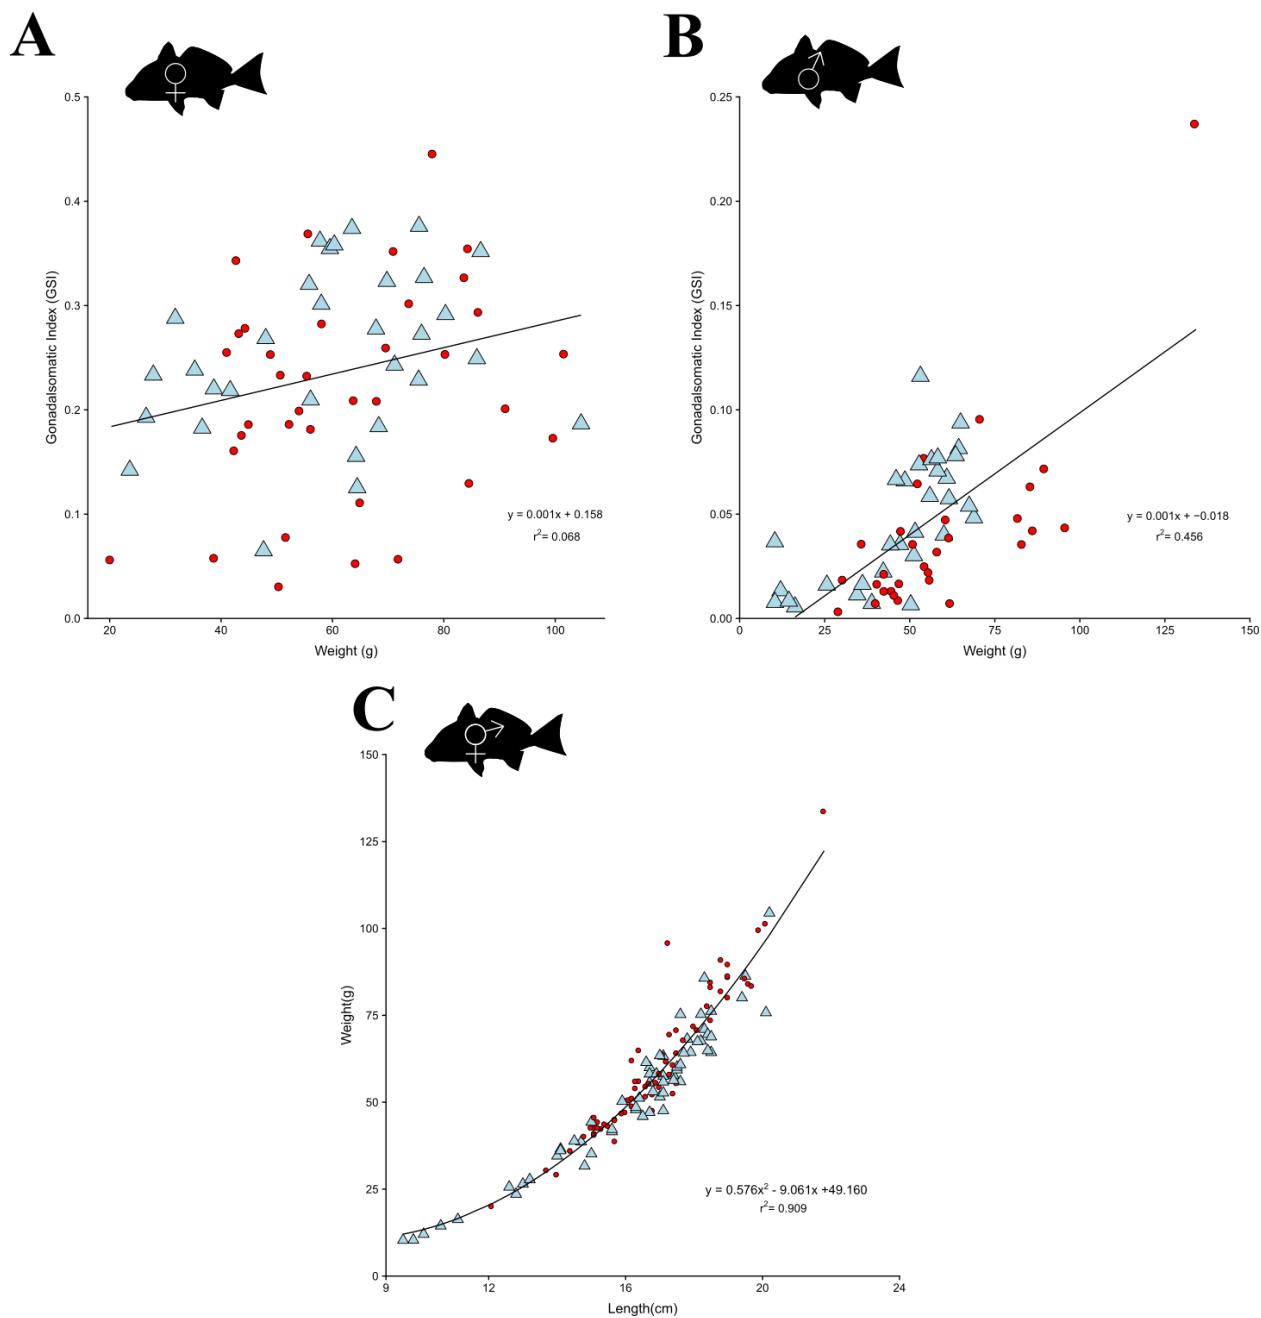 A
B
0.5
0.4
0.3
0.2
0.1
0.0
Gonadalsomatic Index (GSI)
20
40
60
80
100
Weight (g)
y = 0.001x + 0.158
r²= 0.068
0.25
0.20
0.15
0.10
0.05
0.00
Gonadalsomatic Index (GSI)
0
25
50
75
100
125
150
Weight (g)
y = 0.001x + −0.018
r²= 0.456
C
150
125
100
75
50
25
0
Weight(g)
9
12
16
20
24
Length(cm)
y = 0.576x² - 9.061x +49.160
r²= 0.909